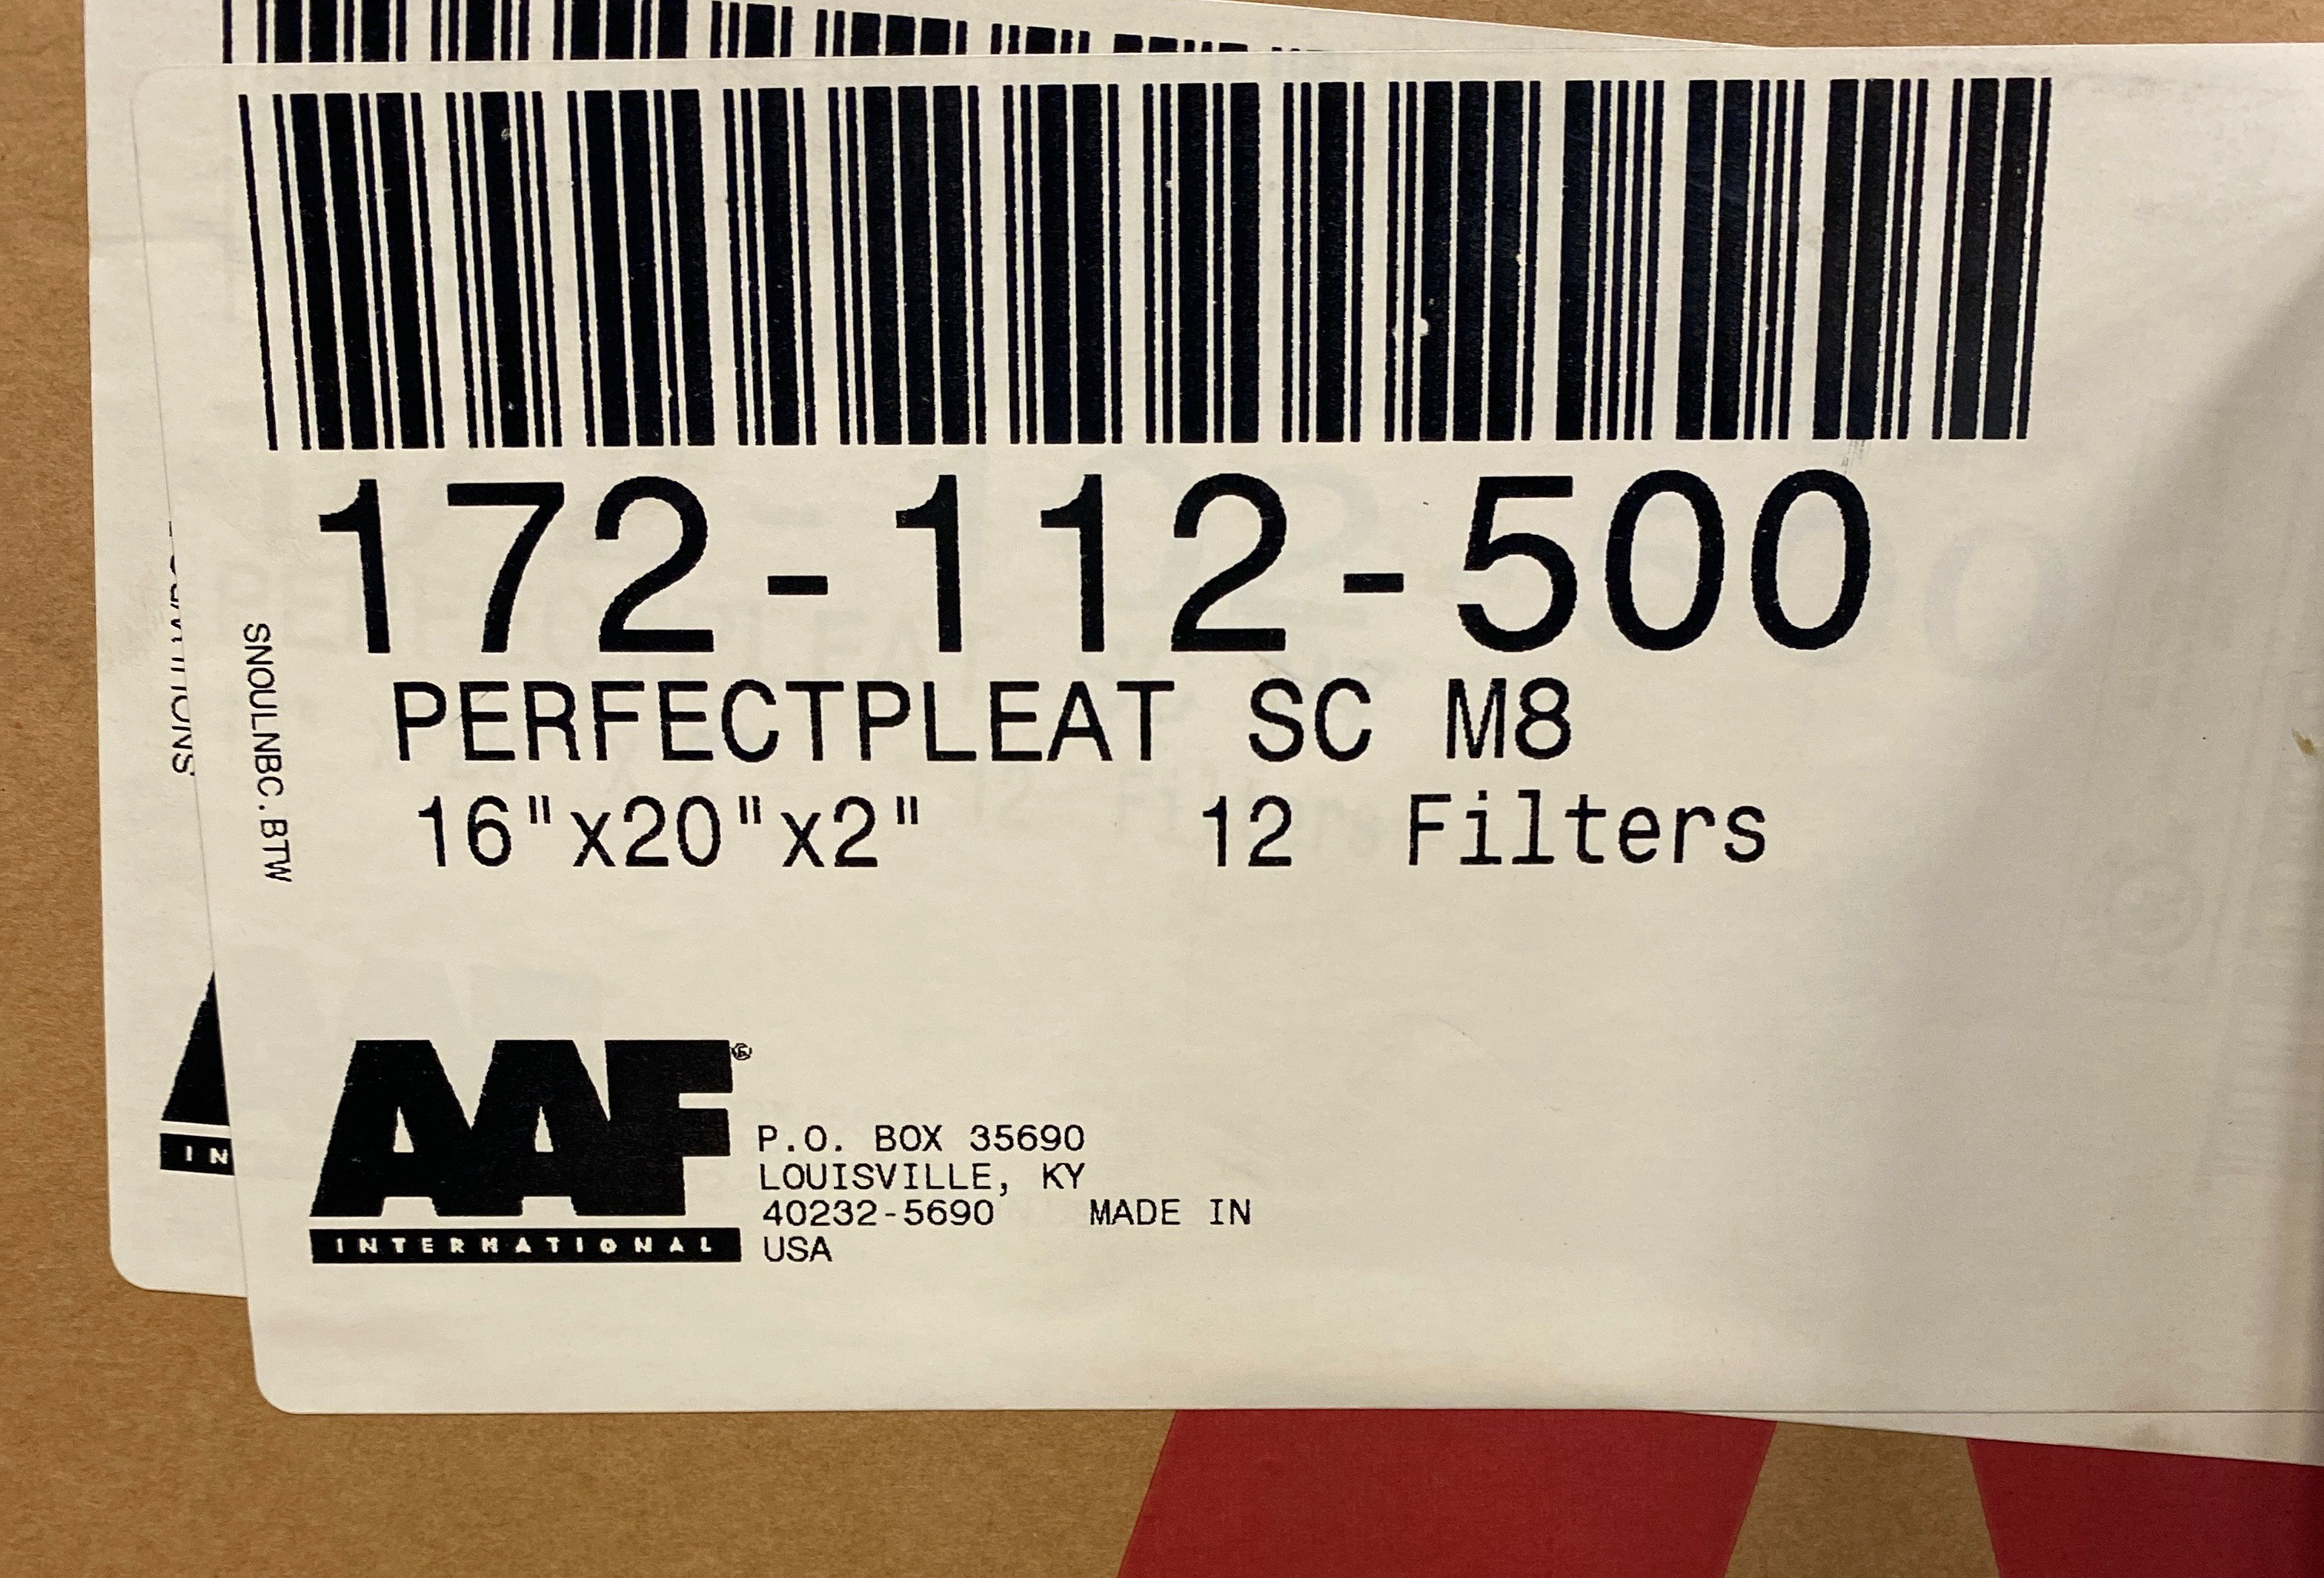 172-112-500
PERFECTPLEAT SC M8
16"x20"x2" 12 Filters
SNOULNBC.BTW
AAF®
INTERNATIONAL
P.O. BOX 35690
LOUISVILLE, KY
40232-5690 MADE IN
USA
IN